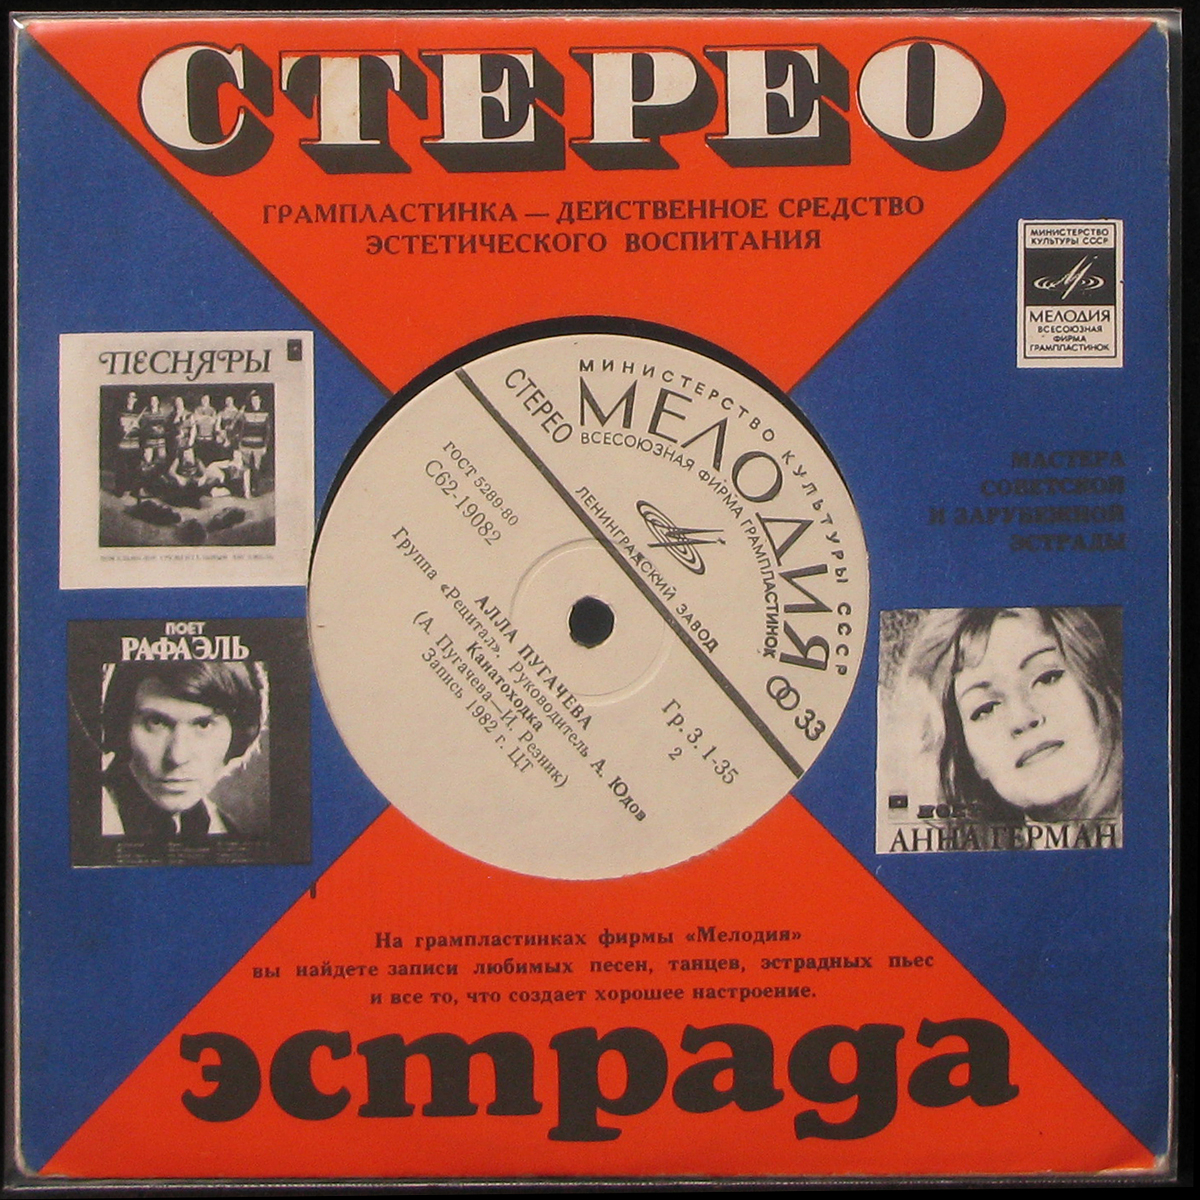 СТЕРЕО
ГРАМПЛАСТИНКА — ДЕЙСТВЕННОЕ СРЕДСТВО
ЭСТЕТИЧЕСКОГО ВОСПИТАНИЯ
МИНИСТЕРСТВО
КУЛЬТУРЫ СССР
МЕЛОДИЯ
ВСЕСОЮЗНАЯ
ФИРМА
ГРАМПЛАСТИНОК
ПЕСНЯРЫ
МАСТЕРА
СОВЕТСКОЙ
И ЗАРУБЕЖНОЙ
ЭСТРАДЫ
МИНИСТЕРСТВО КУЛЬТУРЫ СССР
СТЕРЕО МЕЛОДИЯ 33
ВСЕСОЮЗНАЯ ФИРМА ГРАМПЛАСТИНОК
ЛЕНИНГРАДСКИЙ ЗАВОД
ГОСТ 5289-80
С62-19082
Гр. 3. 1-35
2
АЛЛА ПУГАЧЕВА
Группа «Рецитал». Руководитель А. Юдов
Канатоходка
(А. Пугачева—И. Резник)
Запись 1982 г. ЦТ
ПОЕТ
РАФАЭЛЬ
ПОЕТ
АННА ГЕРМАН
На грампластинках фирмы «Мелодия»
вы найдете записи любимых песен, танцев, эстрадных пьес
и все то, что создает хорошее настроение.
эстрада